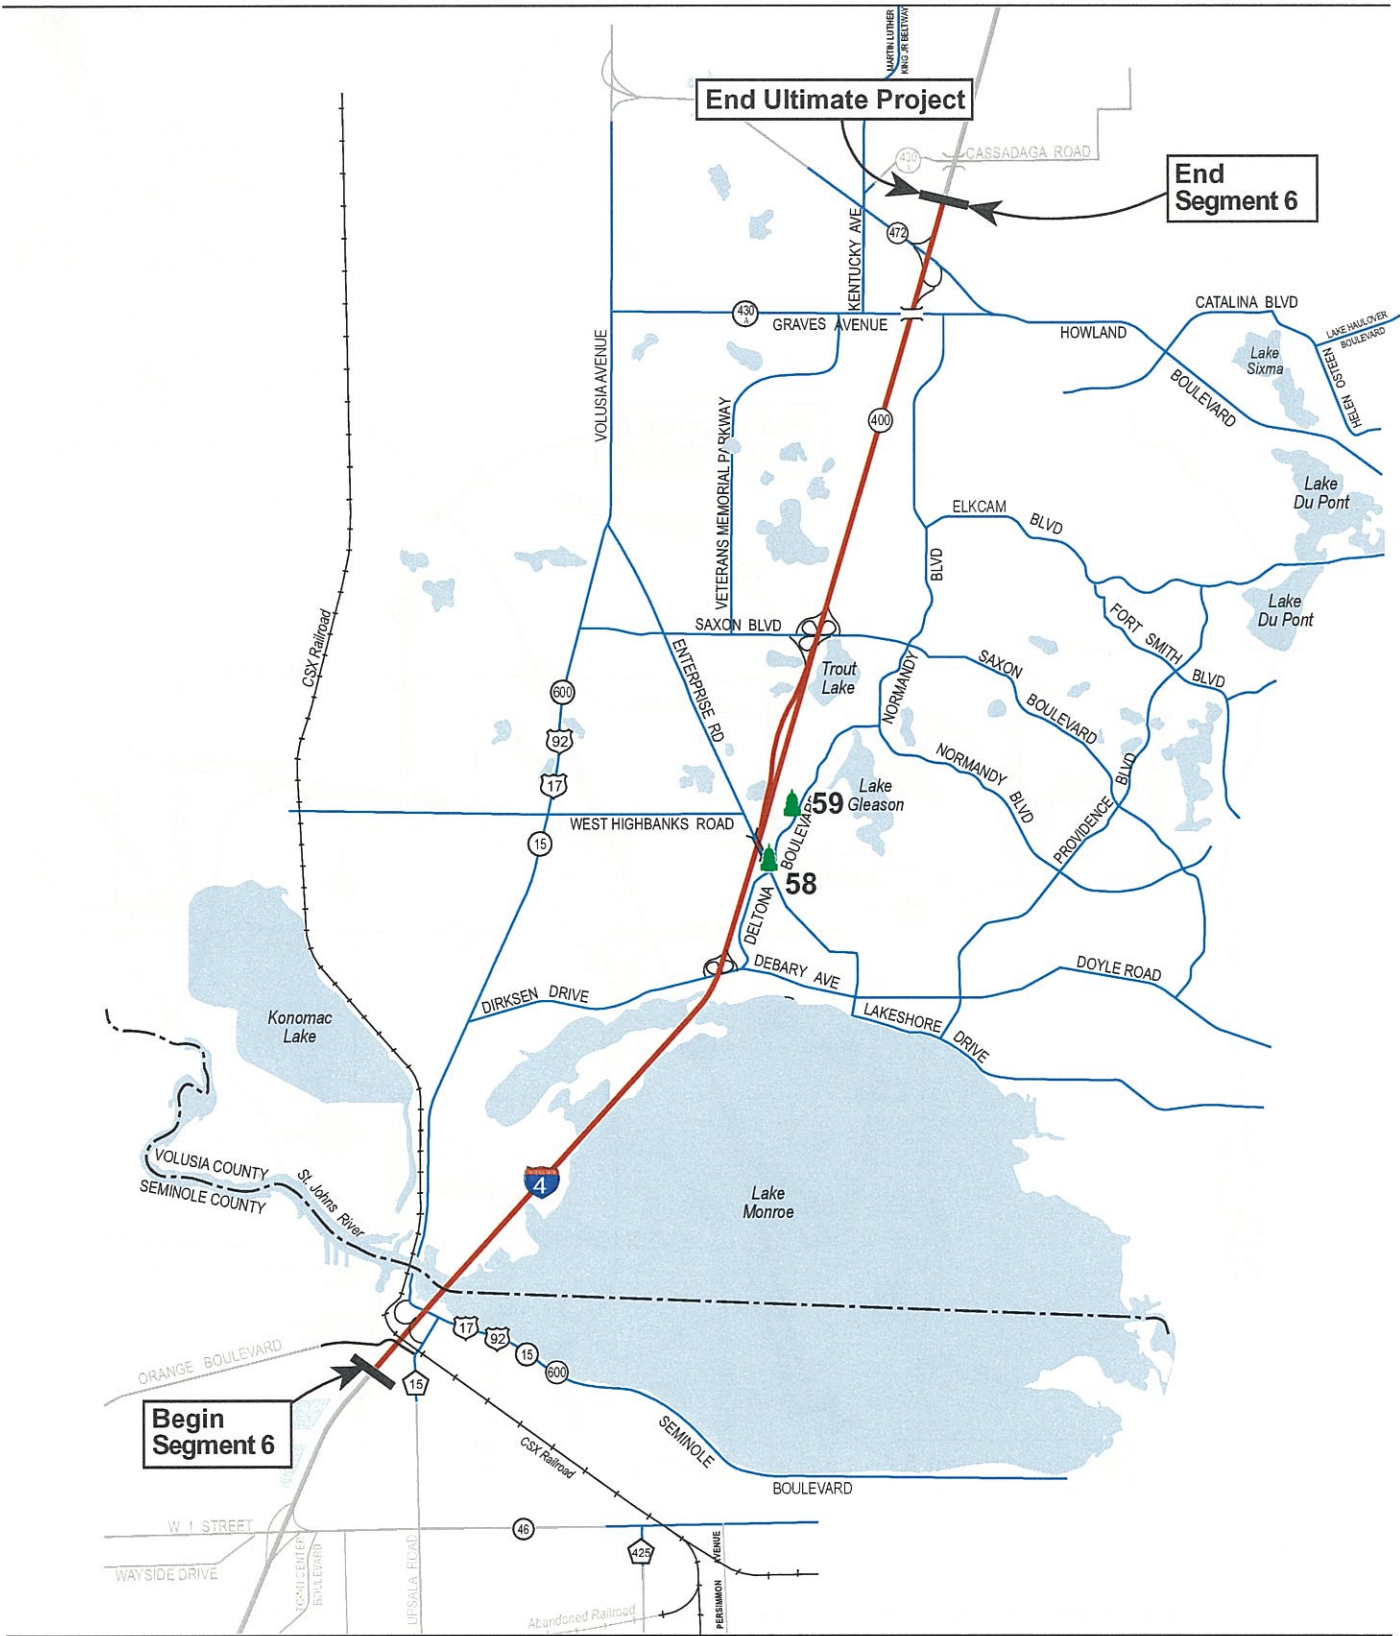 MARTIN LUTHER
KING JR BELTWAY
End Ultimate Project
430
CASSADAGA ROAD
End
Segment 6
KENTUCKY AVE
472
430
A
GRAVES AVENUE
HOWLAND
BOULEVARD
CATALINA BLVD
LAKE HAULOVER
BOULEVARD
HELEN OSTEEN
Lake
Sixma
VOLUSIA AVENUE
VETERANS MEMORIAL PARKWAY
400
Lake
Du Pont
ELKCAM BLVD
BLVD
NORMANDY
CSX Railroad
SAXON BLVD
Lake
Du Pont
FORT SMITH BLVD
ENTERPRISE RD
Trout
Lake
SAXON
BOULEVARD
600
92
17
NORMANDY BLVD
PROVIDENCE BLVD
59
Lake
Gleason
WEST HIGHBANKS ROAD
15
DELTONA BOULEVARD
58
DEBARY AVE
DOYLE ROAD
DIRKSEN DRIVE
LAKESHORE DRIVE
Konomac
Lake
VOLUSIA COUNTY
SEMINOLE COUNTY
St. Johns River
4
Lake
Monroe
17
92
15
600
ORANGE BOULEVARD
15
Begin
Segment 6
SEMINOLE
BOULEVARD
CSX Railroad
W 1 STREET
46
WAYSIDE DRIVE
TOWN CENTER
BOULEVARD
UPSALA ROAD
425
PERSIMMON AVENUE
Abandoned Railroad